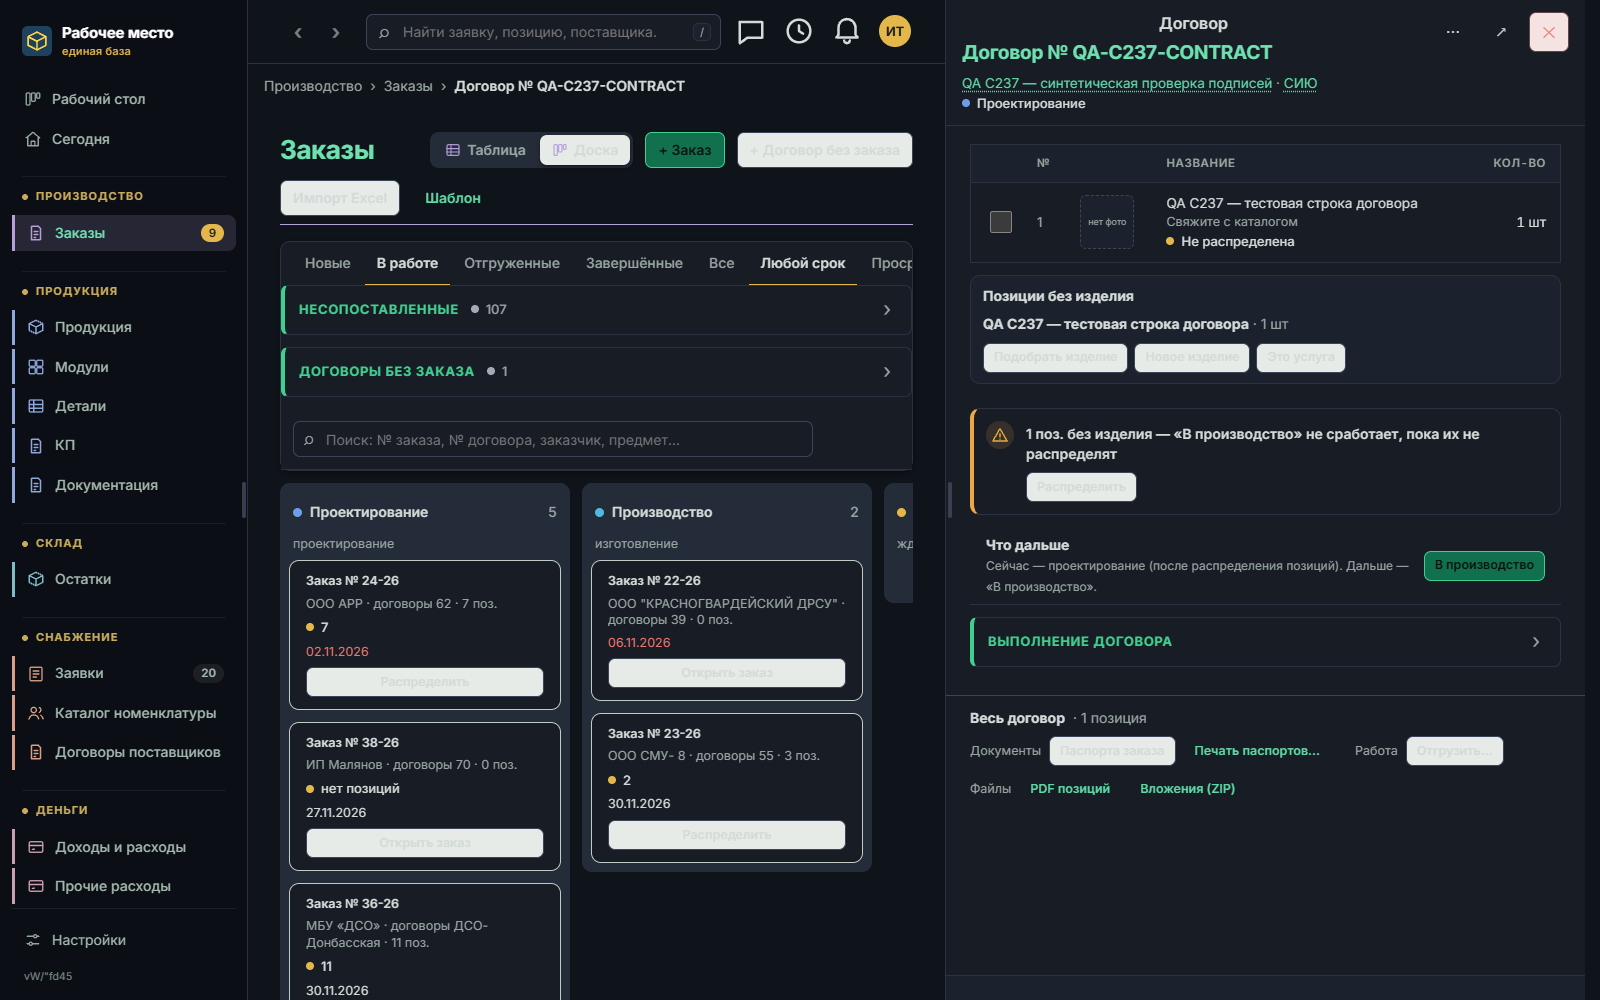 Рабочее место
единая база
Рабочий стол
Сегодня
ПРОИЗВОДСТВО
Заказы 9
ПРОДУКЦИЯ
Продукция
Модули
Детали
КП
Документация
СКЛАД
Остатки
СНАБЖЕНИЕ
Заявки 20
Каталог номенклатуры
Договоры поставщиков
ДЕНЬГИ
Доходы и расходы
Прочие расходы
Настройки
vW/"fd45
Найти заявку, позицию, поставщика. /
ИТ
Производство › Заказы › Договор № QA-C237-CONTRACT
Заказы
Таблица
Доска
+ Заказ
+ Договор без заказа
Импорт Excel
Шаблон
Новые В работе Отгруженные Завершённые Все Любой срок Проср
НЕСОПОСТАВЛЕННЫЕ 107
ДОГОВОРЫ БЕЗ ЗАКАЗА 1
Поиск: № заказа, № договора, заказчик, предмет...
Проектирование 5
проектирование
Заказ № 24-26
ООО АРР · договоры 62 · 7 поз.
7
02.11.2026
Распределить
Заказ № 38-26
ИП Малянов · договоры 70 · 0 поз.
нет позиций
27.11.2026
Открыть заказ
Заказ № 36-26
МБУ «ДСО» · договоры ДСО-
Донбасская · 11 поз.
11
30.11.2026
Производство 2
изготовление
Заказ № 22-26
ООО "КРАСНОГВАРДЕЙСКИЙ ДРСУ" ·
договоры 39 · 0 поз.
06.11.2026
Открыть заказ
Заказ № 23-26
ООО СМУ- 8 · договоры 55 · 3 поз.
2
30.11.2026
Распределить
жд
Договор
Договор № QA-C237-CONTRACT
QA C237 — синтетическая проверка подписей · СИЮ
Проектирование
№ НАЗВАНИЕ КОЛ-ВО
1
нет фото
QA C237 — тестовая строка договора
Свяжите с каталогом
Не распределена
1 шт
Позиции без изделия
QA C237 — тестовая строка договора · 1 шт
Подобрать изделие
Новое изделие
Это услуга
1 поз. без изделия — «В производство» не сработает, пока их не
распределят
Распределить
Что дальше
Сейчас — проектирование (после распределения позиций). Дальше —
«В производство».
В производство
ВЫПОЛНЕНИЕ ДОГОВОРА
Весь договор · 1 позиция
Документы Паспорта заказа Печать паспортов... Работа Отгрузить...
Файлы PDF позиций Вложения (ZIP)